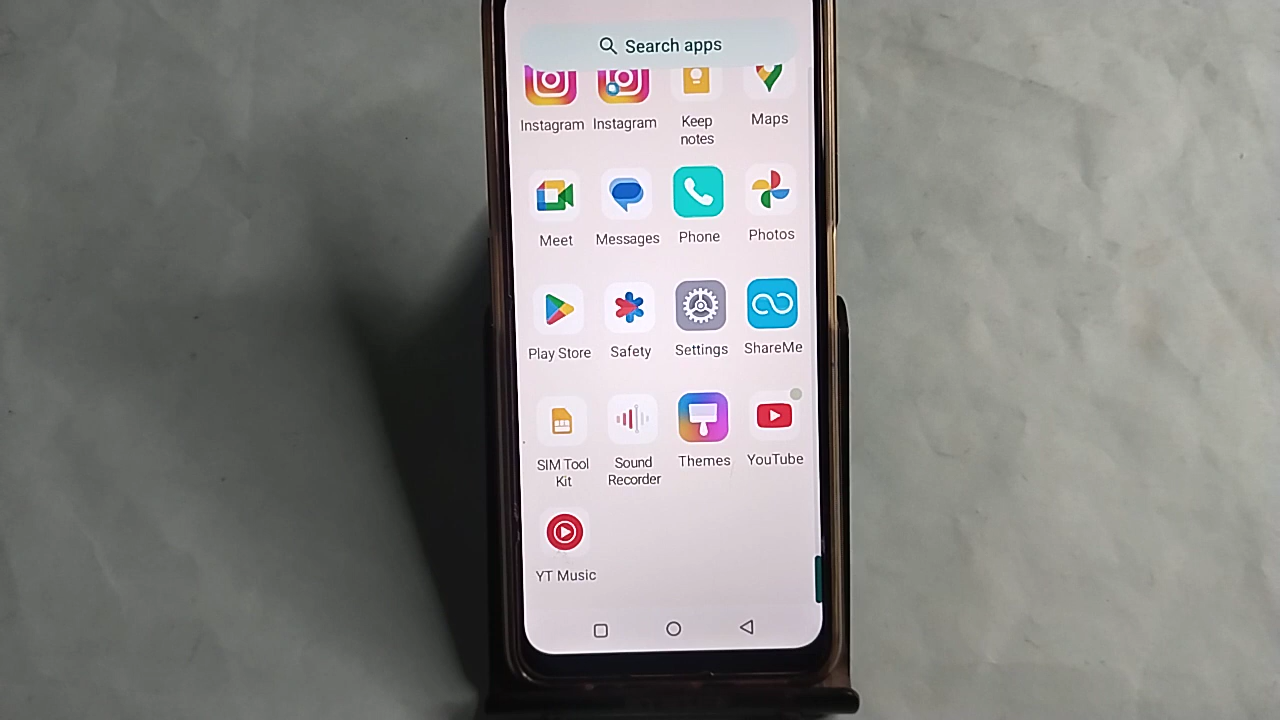 Search apps
Instagram Instagram Keep notes Maps
Meet Messages Phone Photos
Play Store Safety Settings ShareMe
SIM Tool Kit Sound Recorder Themes YouTube
YT Music